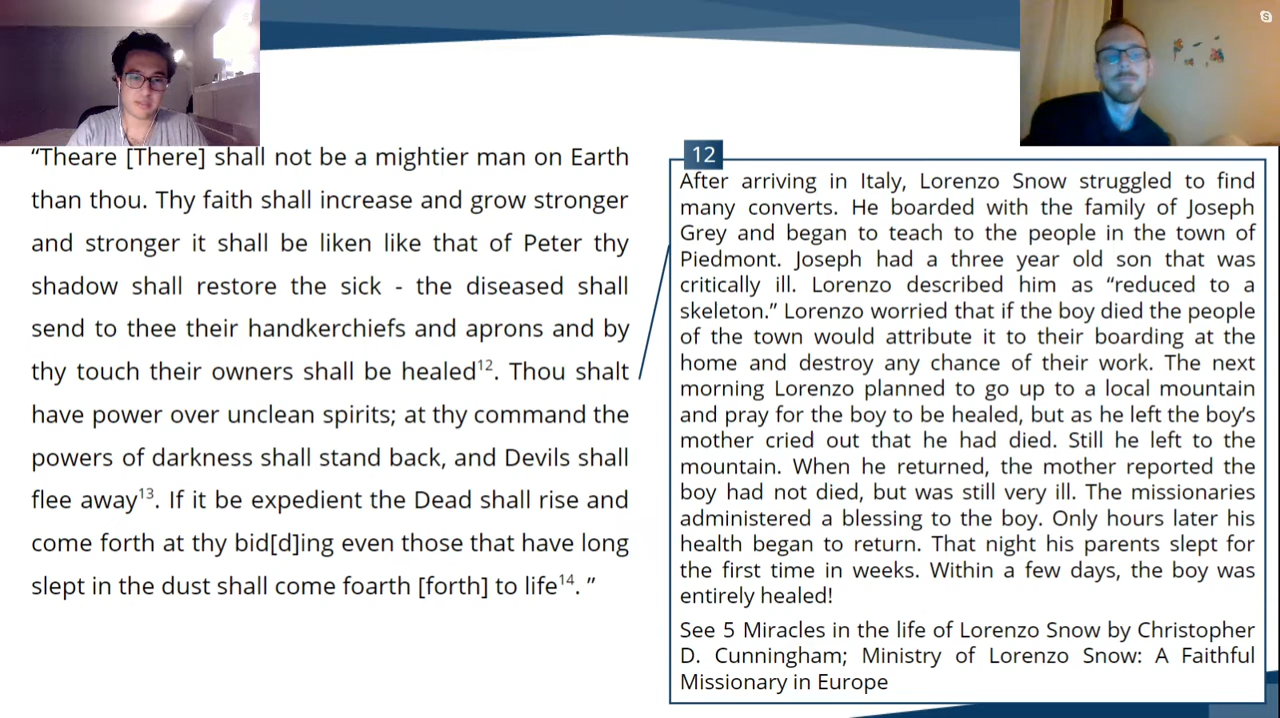 “Theare [There] shall not be a mightier man on Earth
than thou. Thy faith shall increase and grow stronger
and stronger it shall be liken like that of Peter thy
shadow shall restore the sick - the diseased shall
send to thee their handkerchiefs and aprons and by
thy touch their owners shall be healed12. Thou shalt
have power over unclean spirits; at thy command the
powers of darkness shall stand back, and Devils shall
flee away13. If it be expedient the Dead shall rise and
come forth at thy bid[d]ing even those that have long
slept in the dust shall come foarth [forth] to life14. ”
12
After arriving in Italy, Lorenzo Snow struggled to find
many converts. He boarded with the family of Joseph
Grey and began to teach to the people in the town of
Piedmont. Joseph had a three year old son that was
critically ill. Lorenzo described him as “reduced to a
skeleton.” Lorenzo worried that if the boy died the people
of the town would attribute it to their boarding at the
home and destroy any chance of their work. The next
morning Lorenzo planned to go up to a local mountain
and pray for the boy to be healed, but as he left the boy’s
mother cried out that he had died. Still he left to the
mountain. When he returned, the mother reported the
boy had not died, but was still very ill. The missionaries
administered a blessing to the boy. Only hours later his
health began to return. That night his parents slept for
the first time in weeks. Within a few days, the boy was
entirely healed!
See 5 Miracles in the life of Lorenzo Snow by Christopher
D. Cunningham; Ministry of Lorenzo Snow: A Faithful
Missionary in Europe